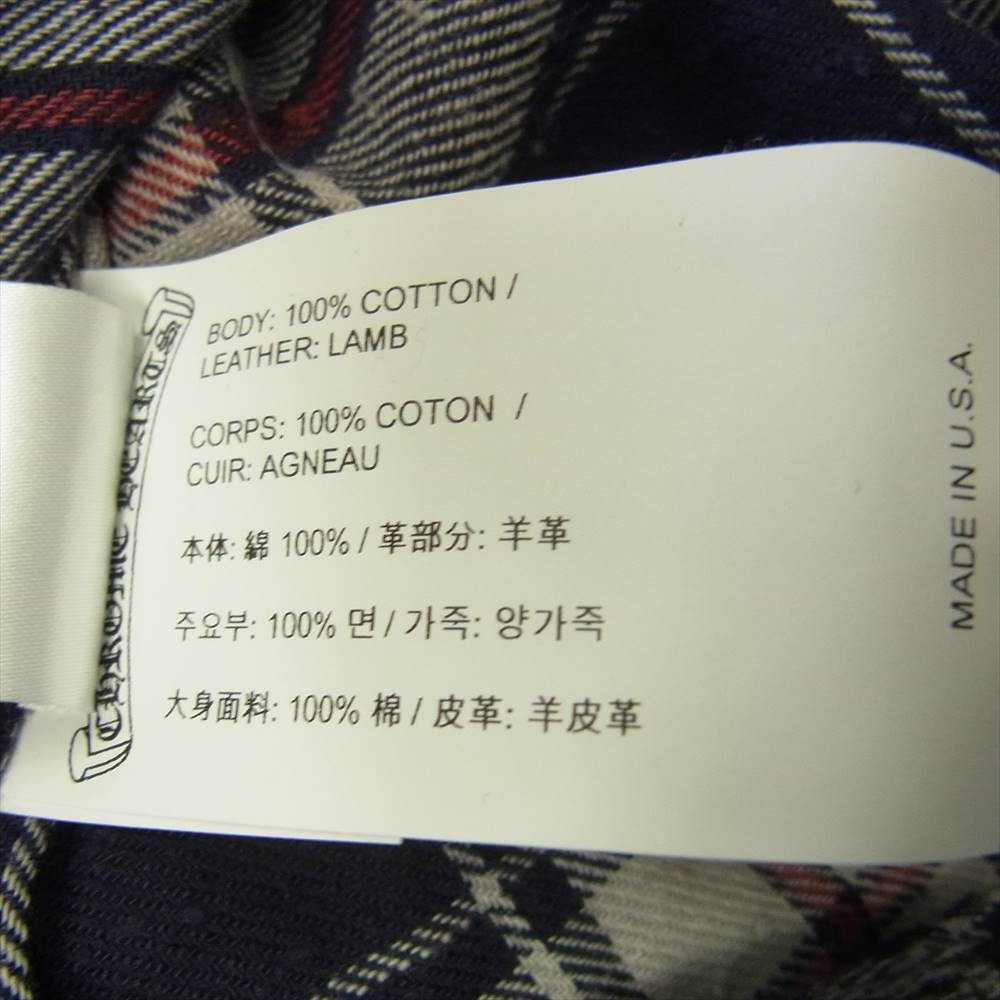 BODY: 100% COTTON /
LEATHER: LAMB
CORPS: 100% COTON /
CUIR: AGNEAU
本体: 綿 100% / 革部分: 羊革
주요부: 100% 면 / 가죽: 양가죽
大身面料: 100% 棉 / 皮革: 羊皮革
MADE IN U.S.A.
CHROME HEARTS